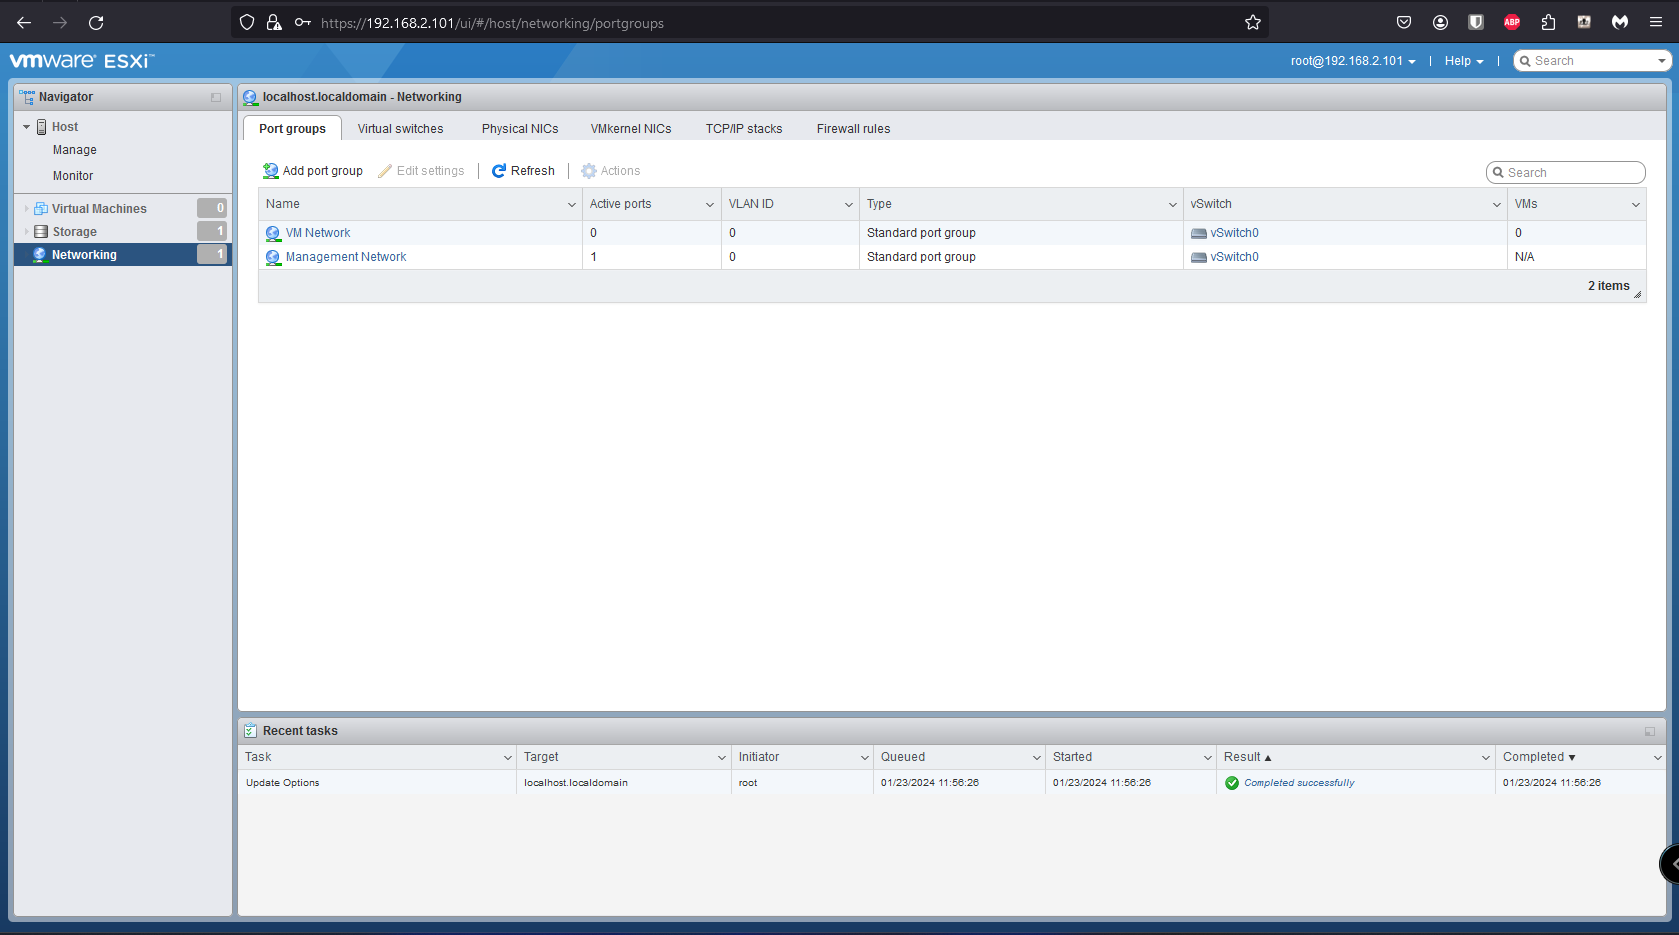 https://192.168.2.101/ui/#/host/networking/portgroups
ABP
vmware ESXi™
root@192.168.2.101 | Help | Search
Navigator
Host
Manage
Monitor
Virtual Machines 0
Storage 1
Networking 1
localhost.localdomain - Networking
Port groups Virtual switches Physical NICs VMkernel NICs TCP/IP stacks Firewall rules
Add port group Edit settings | Refresh | Actions
Search
Name Active ports VLAN ID Type vSwitch VMs
VM Network 0 0 Standard port group vSwitch0 0
Management Network 1 0 Standard port group vSwitch0 N/A
2 items
Recent tasks
Task Target Initiator Queued Started Result ▲ Completed ▼
Update Options localhost.localdomain root 01/23/2024 11:56:26 01/23/2024 11:56:26 Completed successfully 01/23/2024 11:56:26